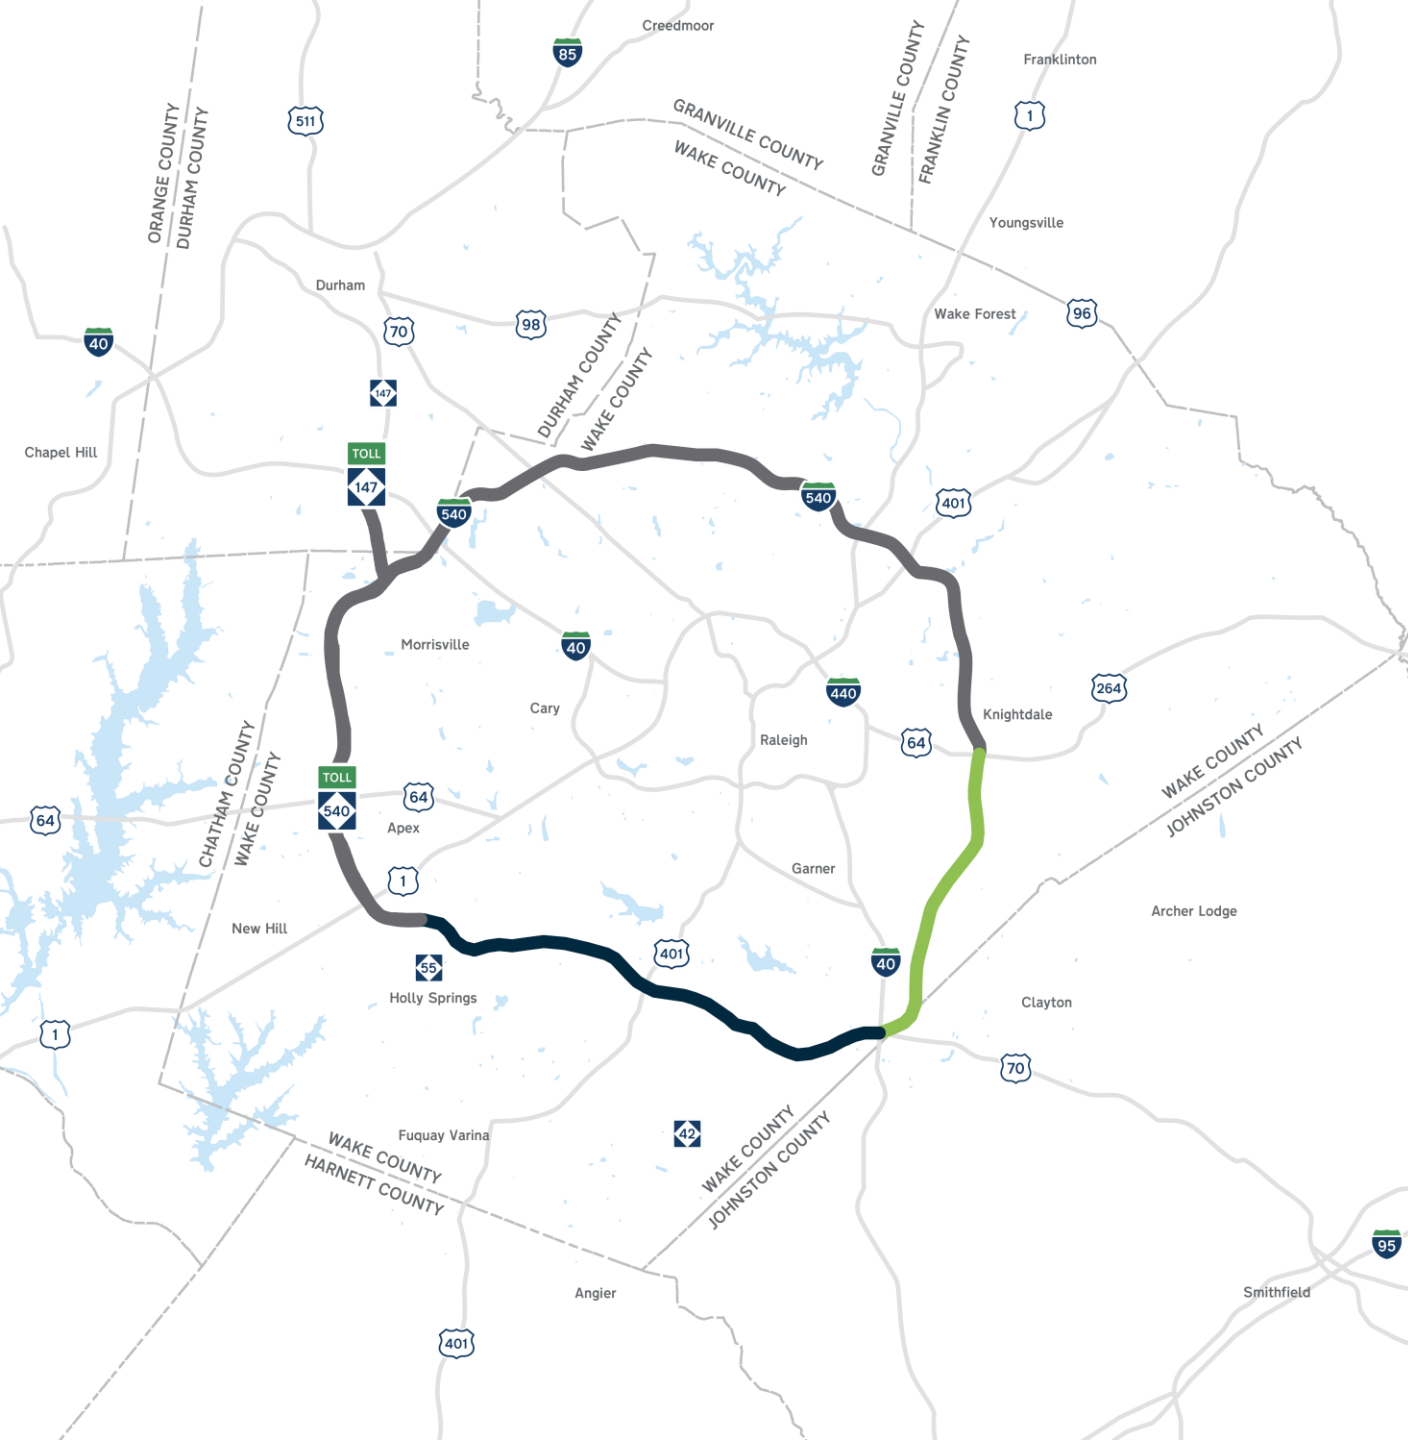 Creedmoor
85
Franklinton
GRANVILLE COUNTY
FRANKLIN COUNTY
1
511
GRANVILLE COUNTY
WAKE COUNTY
ORANGE COUNTY
DURHAM COUNTY
Youngsville
Durham
Wake Forest
96
98
70
40
147
DURHAM COUNTY
WAKE COUNTY
Chapel Hill
TOLL
147
540
540
401
Morrisville
40
264
440
Cary
Knightdale
Raleigh
64
CHATHAM COUNTY
WAKE COUNTY
WAKE COUNTY
JOHNSTON COUNTY
TOLL
540
64
64
Apex
Garner
1
Archer Lodge
New Hill
401
40
55
Holly Springs
Clayton
1
70
Fuquay Varina
42
WAKE COUNTY
HARNETT COUNTY
WAKE COUNTY
JOHNSTON COUNTY
95
Angier
Smithfield
401